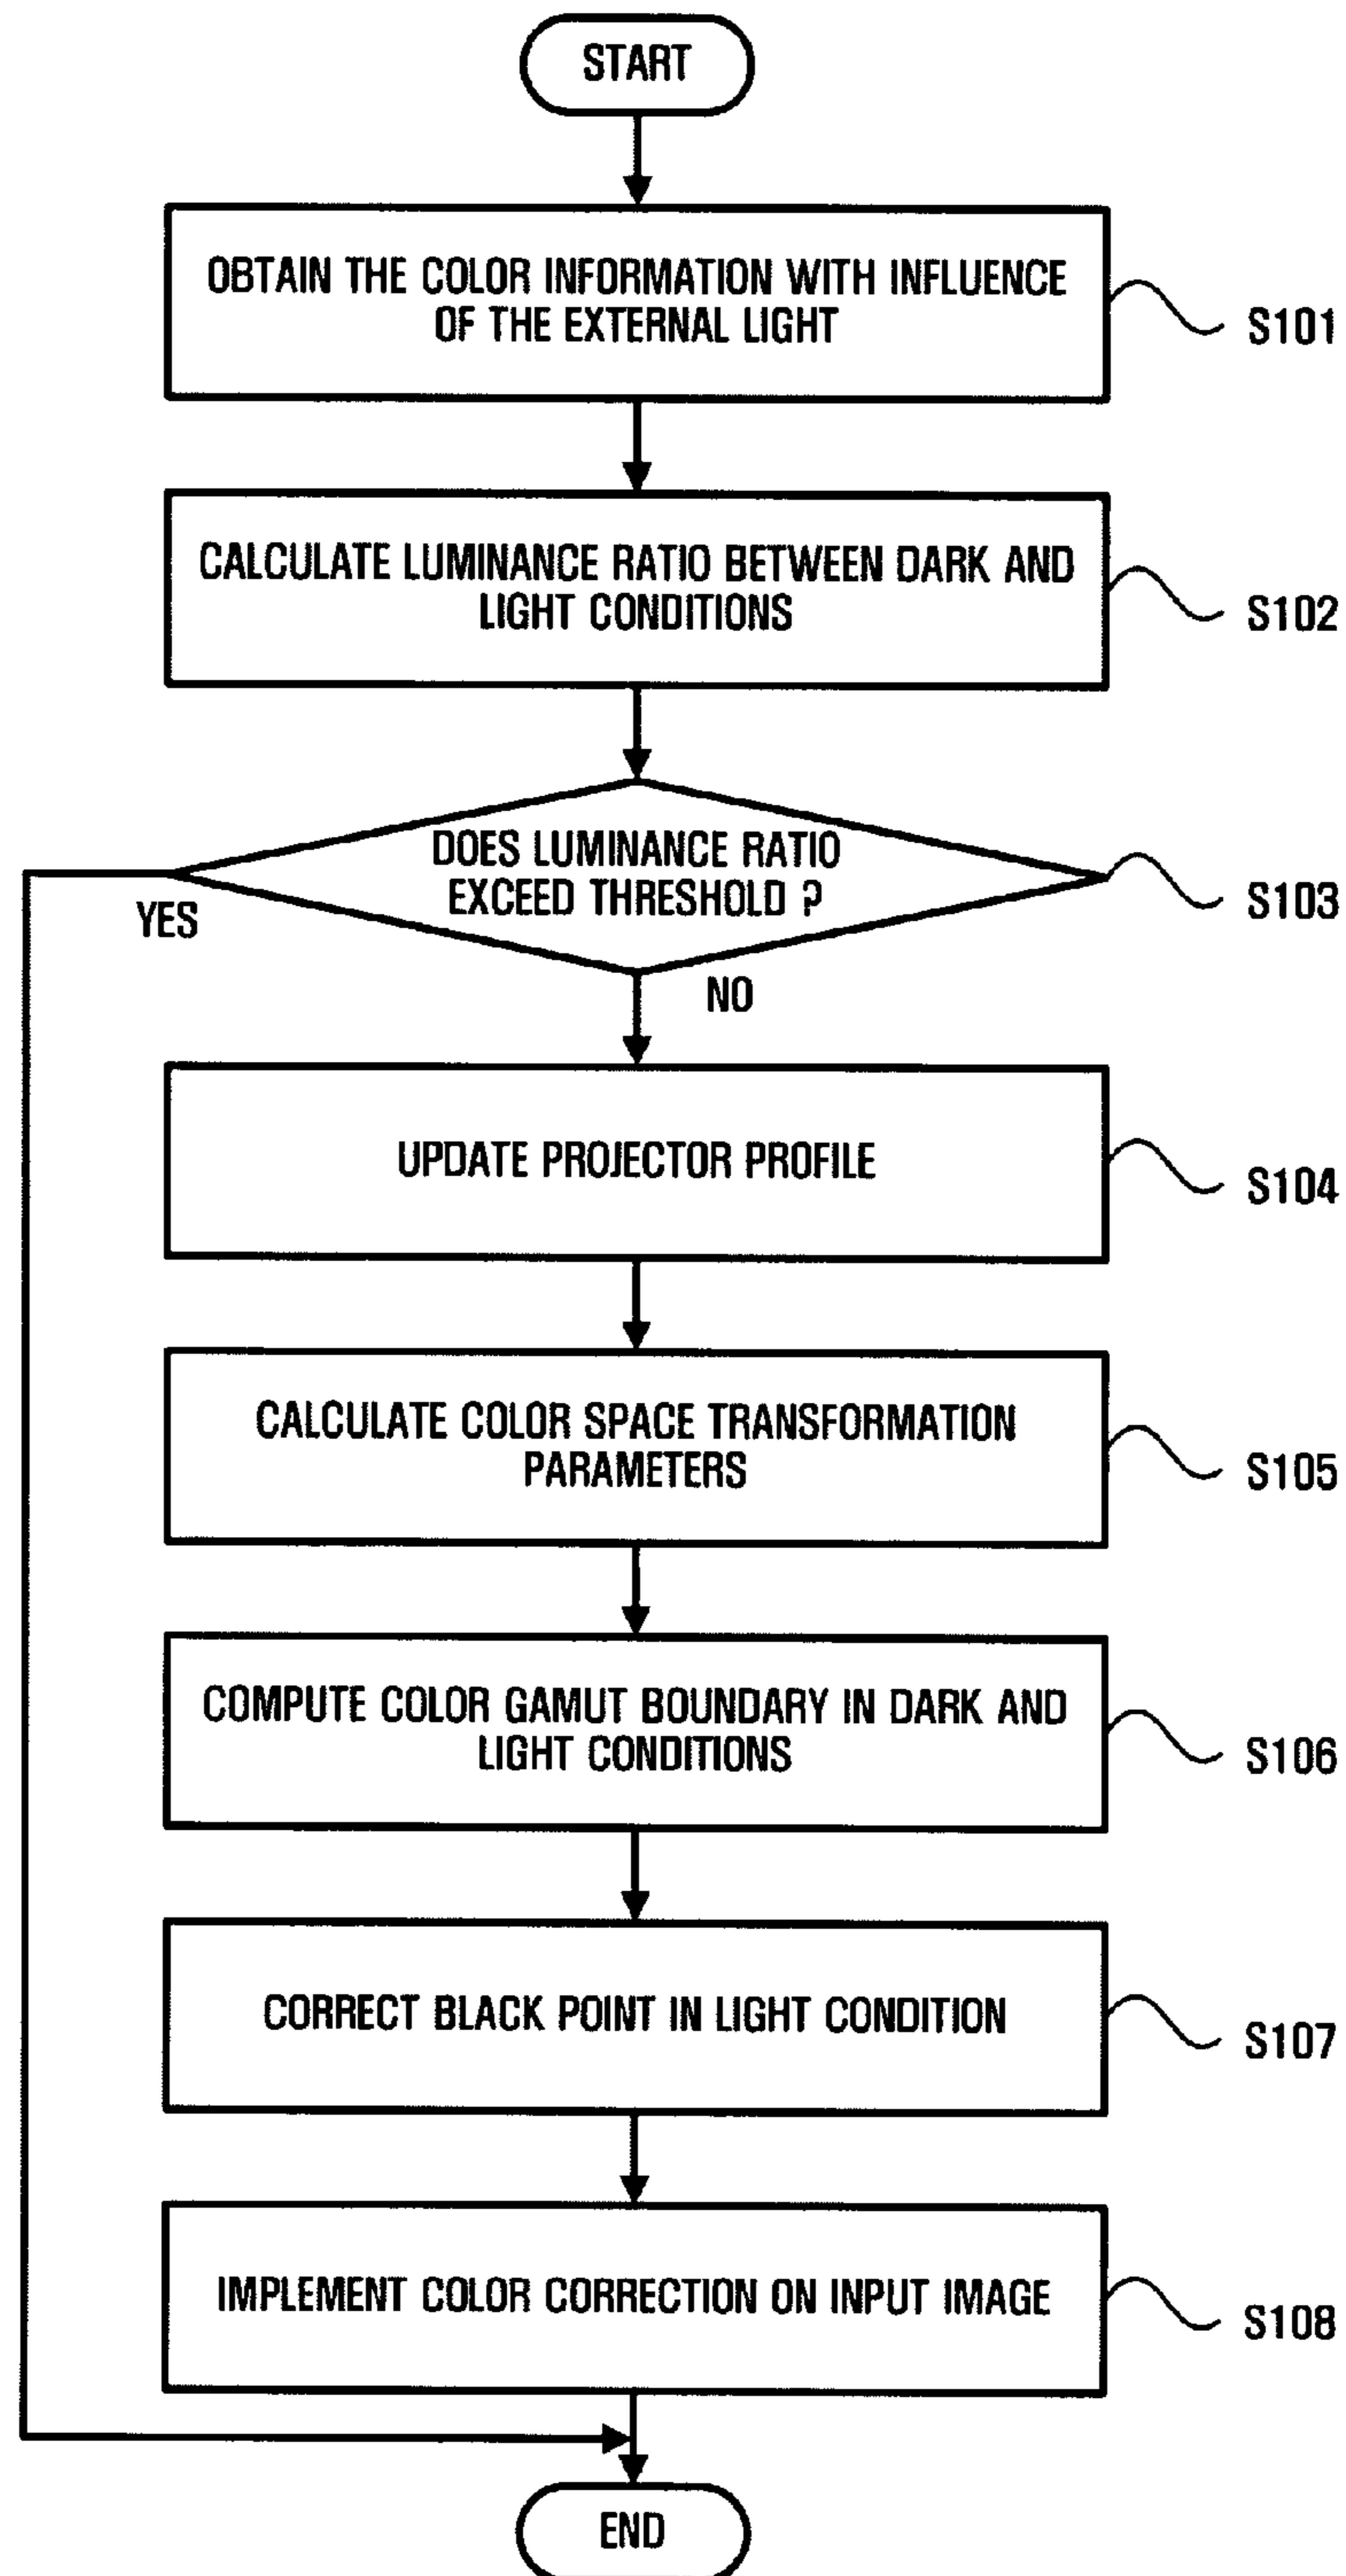 START
OBTAIN THE COLOR INFORMATION WITH INFLUENCE
OF THE EXTERNAL LIGHT
S101
CALCULATE LUMINANCE RATIO BETWEEN DARK AND
LIGHT CONDITIONS
S102
DOES LUMINANCE RATIO
EXCEED THRESHOLD ?
S103
YES
NO
UPDATE PROJECTOR PROFILE
S104
CALCULATE COLOR SPACE TRANSFORMATION
PARAMETERS
S105
COMPUTE COLOR GAMUT BOUNDARY IN DARK AND
LIGHT CONDITIONS
S106
CORRECT BLACK POINT IN LIGHT CONDITION
S107
IMPLEMENT COLOR CORRECTION ON INPUT IMAGE
S108
END